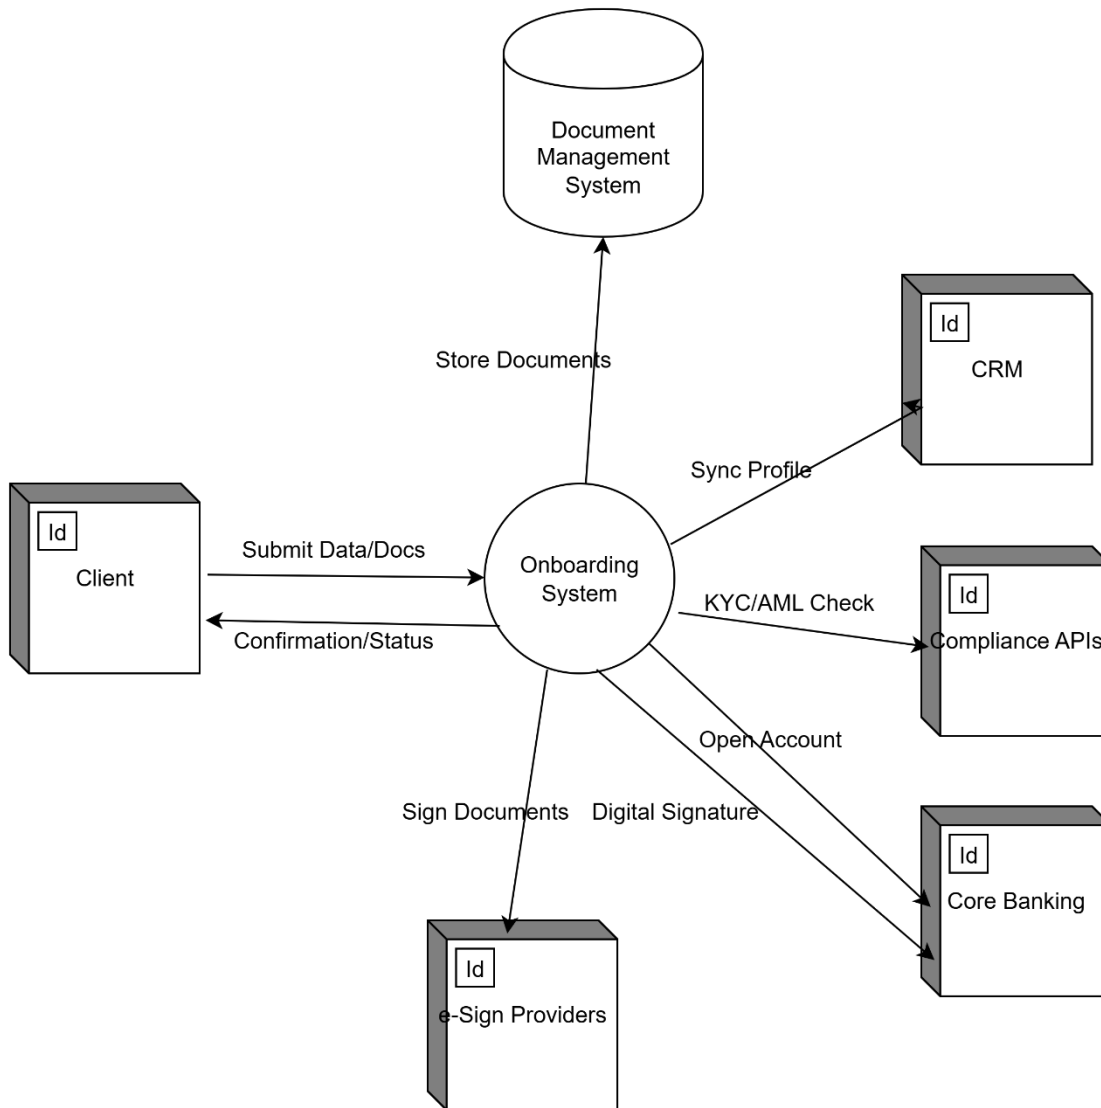 Document
Management
System
Id
CRM
Store Documents
Sync Profile
Id
Client
Submit Data/Docs
Onboarding
System
Confirmation/Status
KYC/AML Check
Id
Compliance APIs
Open Account
Sign Documents
Digital Signature
Id
Core Banking
Id
e-Sign Providers